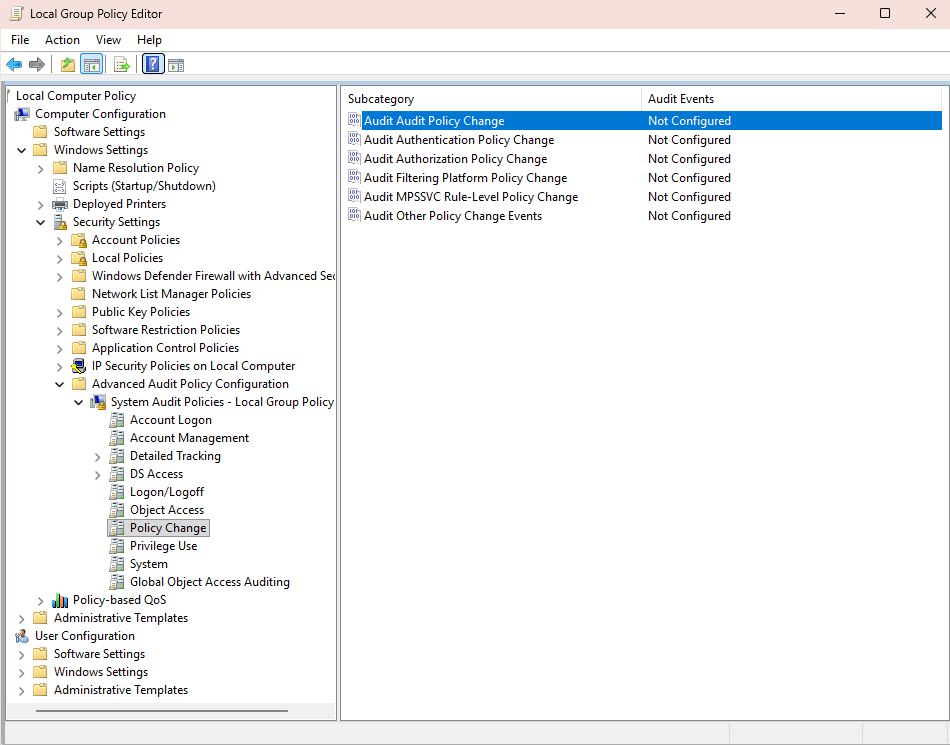 Local Group Policy Editor
File Action View Help
Local Computer Policy
Computer Configuration
Software Settings
Windows Settings
Name Resolution Policy
Scripts (Startup/Shutdown)
Deployed Printers
Security Settings
Account Policies
Local Policies
Windows Defender Firewall with Advanced Sec
Network List Manager Policies
Public Key Policies
Software Restriction Policies
Application Control Policies
IP Security Policies on Local Computer
Advanced Audit Policy Configuration
System Audit Policies - Local Group Policy
Account Logon
Account Management
Detailed Tracking
DS Access
Logon/Logoff
Object Access
Policy Change
Privilege Use
System
Global Object Access Auditing
Policy-based QoS
Administrative Templates
User Configuration
Software Settings
Windows Settings
Administrative Templates
Subcategory Audit Events
Audit Audit Policy Change Not Configured
Audit Authentication Policy Change Not Configured
Audit Authorization Policy Change Not Configured
Audit Filtering Platform Policy Change Not Configured
Audit MPSSVC Rule-Level Policy Change Not Configured
Audit Other Policy Change Events Not Configured